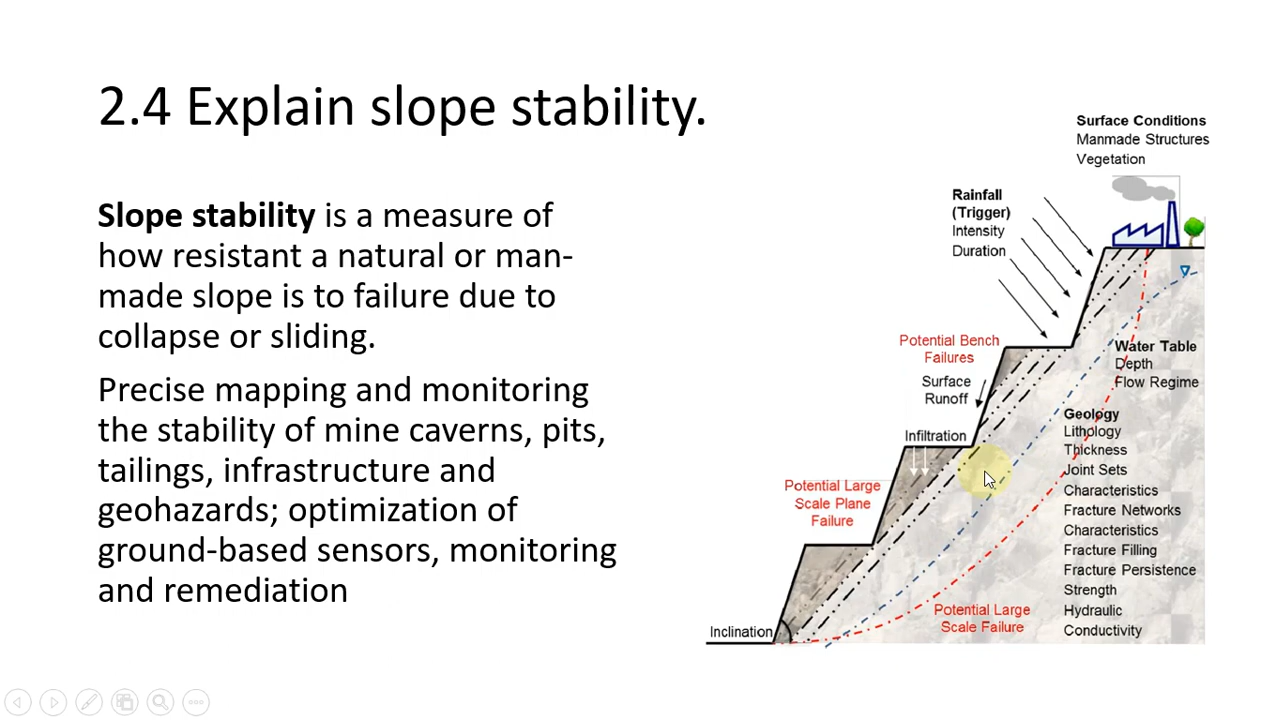 2.4 Explain slope stability.
Slope stability is a measure of
how resistant a natural or man-
made slope is to failure due to
collapse or sliding.
Precise mapping and monitoring
the stability of mine caverns, pits,
tailings, infrastructure and
geohazards; optimization of
ground-based sensors, monitoring
and remediation
Surface Conditions
Manmade Structures
Vegetation
Rainfall
(Trigger)
Intensity
Duration
Potential Bench
Failures
Surface
Runoff
Infiltration
Potential Large
Scale Plane
Failure
Inclination
Water Table
Depth
Flow Regime
Geology
Lithology
Thickness
Joint Sets
Characteristics
Fracture Networks
Characteristics
Fracture Filling
Fracture Persistence
Strength
Hydraulic
Conductivity
Potential Large
Scale Failure